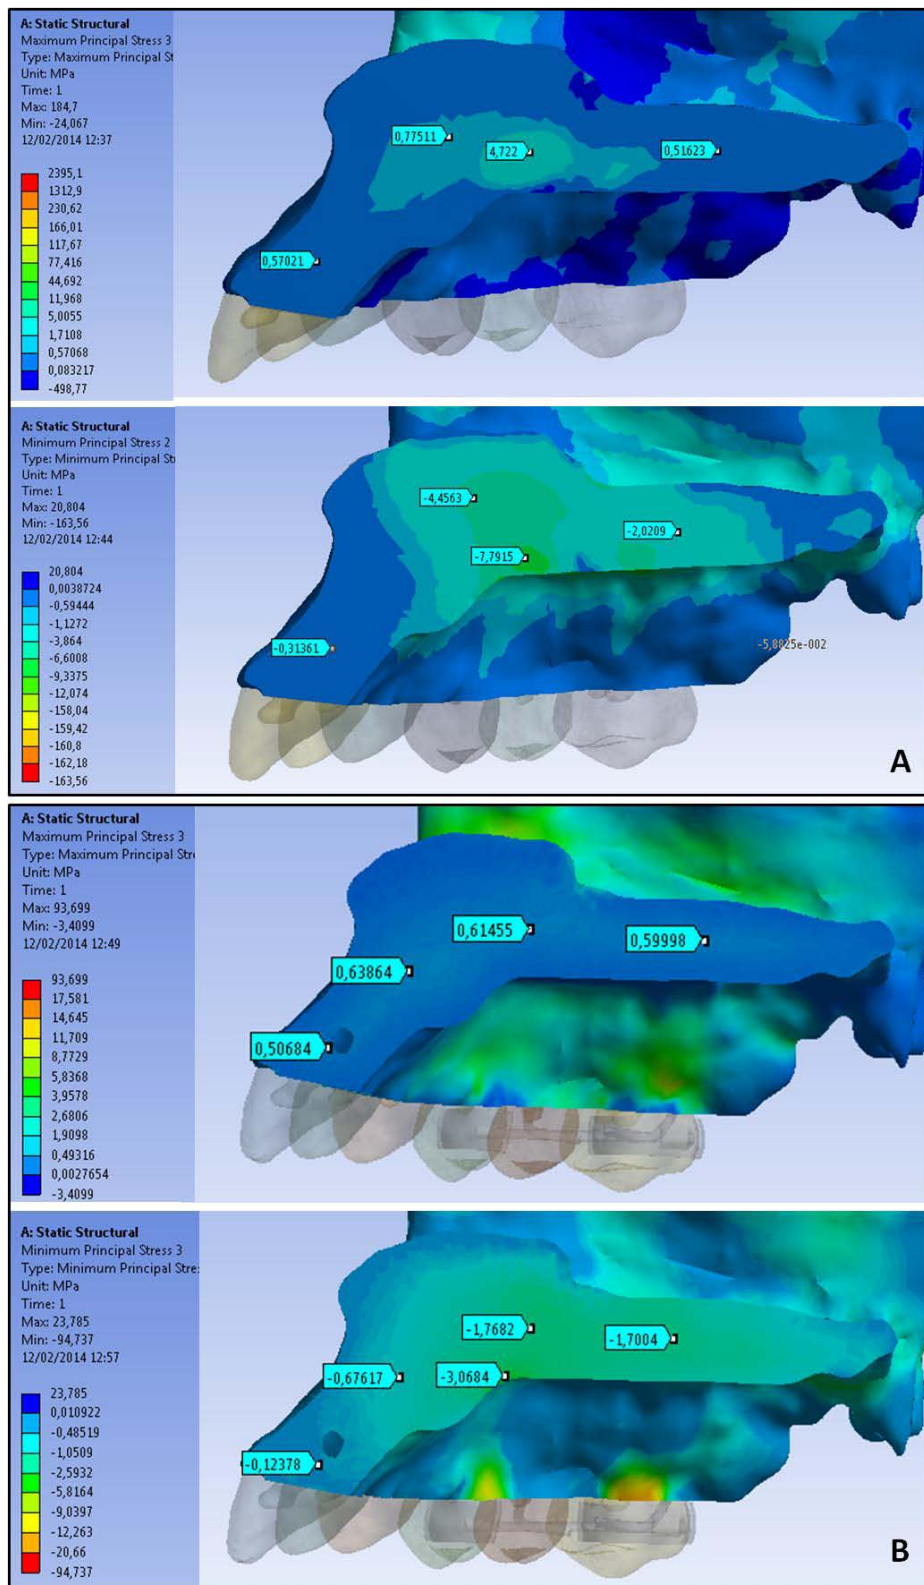 A: Static Structural
Maximum Principal Stress 3
Type: Maximum Principal St
Unit: MPa
Time: 1
Max: 184,7
Min: -24,067
12/02/2014 12:37
2395,1
1312,9
230,62
166,01
117,67
77,416
44,692
11,968
5,0055
1,7108
0,57068
0,083217
-498,77
0,77511
4,722
0,51623
0,57021
A: Static Structural
Minimum Principal Stress 2
Type: Minimum Principal St
Unit: MPa
Time: 1
Max: 20,804
Min: -163,56
12/02/2014 12:44
20,804
0,0038724
-0,59444
-1,1272
-3,864
-6,6008
-9,3375
-12,074
-158,04
-159,42
-160,8
-162,18
-163,56
-4,4563
-2,0209
-7,7915
-0,31361
-5,8825e-002
A
A: Static Structural
Maximum Principal Stress 3
Type: Maximum Principal Stre
Unit: MPa
Time: 1
Max: 93,699
Min: -3,4099
12/02/2014 12:49
93,699
17,581
14,645
11,709
8,7729
5,8368
3,9578
2,6806
1,9098
0,49316
0,0027654
-3,4099
0,61455
0,59998
0,63864
0,50684
A: Static Structural
Minimum Principal Stress 3
Type: Minimum Principal Stre
Unit: MPa
Time: 1
Max: 23,785
Min: -94,737
12/02/2014 12:57
23,785
0,010922
-0,48519
-1,0509
-2,5932
-5,8164
-9,0397
-12,263
-20,66
-94,737
-1,7682
-1,7004
-0,67617
-3,0684
-0,12378
B